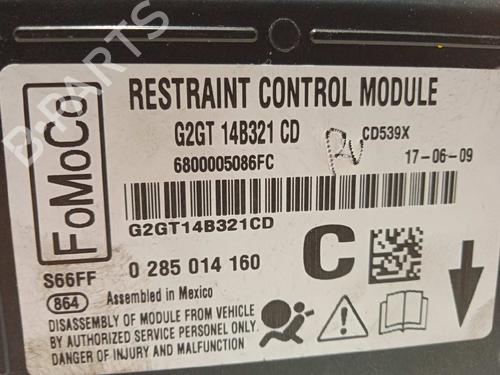 B-PARTS
FoMoCo
RESTRAINT CONTROL MODULE
G2GT 14B321 CD
CD539X
6800005086FC
17-06-09
G2GT14B321CD
S66FF
0 285 014 160
C
864
Assembled in Mexico
DISASSEMBLY OF MODULE FROM VEHICLE
BY AUTHORIZED SERVICE PERSONEL ONLY.
DANGER OF INJURY AND MALFUNCTION